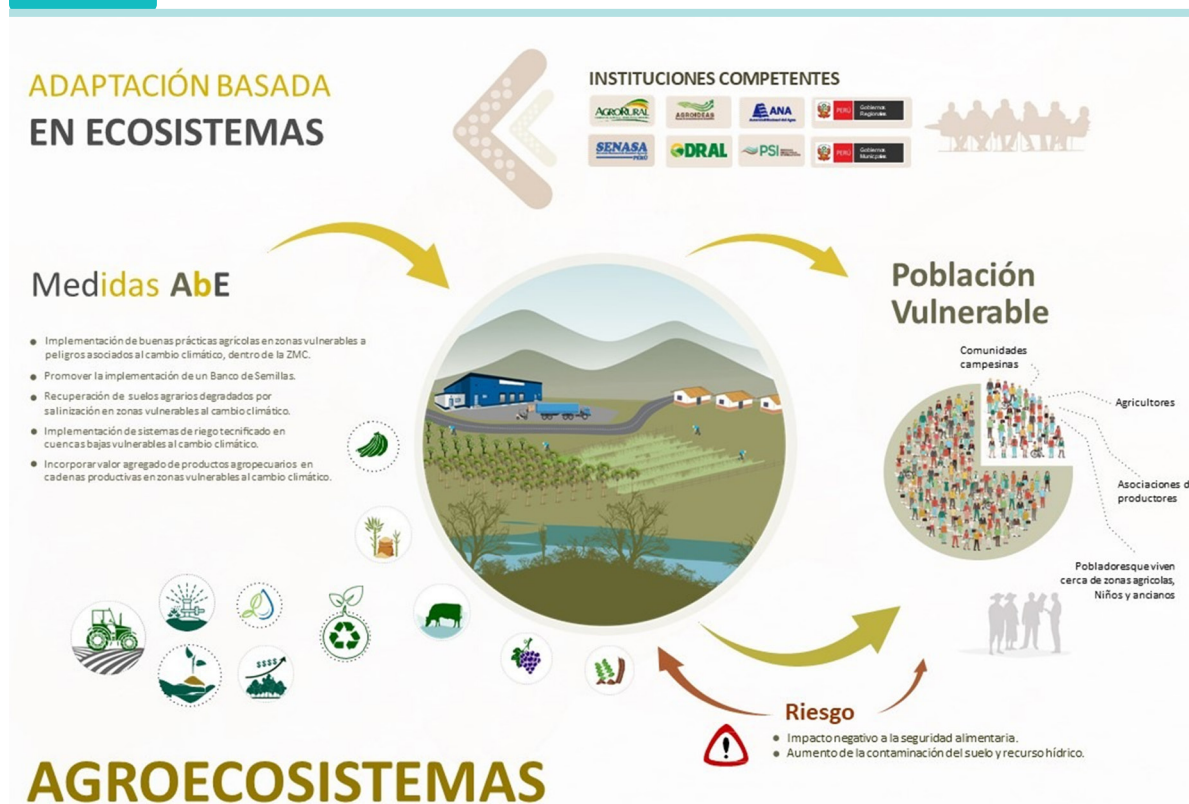 ADAPTACIÓN BASADA
EN ECOSISTEMAS
INSTITUCIONES COMPETENTES
AGRORURAL
AGROIDEAS
ANA
PERÚ
Gobiernos
Regionales
SENASA
PERÚ
DRAL
PSI
PERÚ
Gobiernos
Municipales
Medidas AbE
Implementación de buenas prácticas agrícolas en zonas vulnerables a
peligros asociados al cambio climático, dentro de la ZMC.
Promover la implementación de un Banco de Semillas.
Recuperación de suelos agrarios degradados por
salinización en zonas vulnerables al cambio climático.
Implementación de sistemas de riego tecnificado en
cuencas bajas vulnerables al cambio climático.
Incorporar valor agregado de productos agropecuarios en
cadenas productivas en zonas vulnerables al cambio climático.
Población
Vulnerable
Comunidades
campesinas
Agricultores
Asociaciones d
productores
Pobladores que viven
cerca de zonas agrícolas,
Niños y ancianos
$$$$
Riesgo
Impacto negativo a la seguridad alimentaria.
Aumento de la contaminación del suelo y recurso hídrico.
AGROECOSISTEMAS